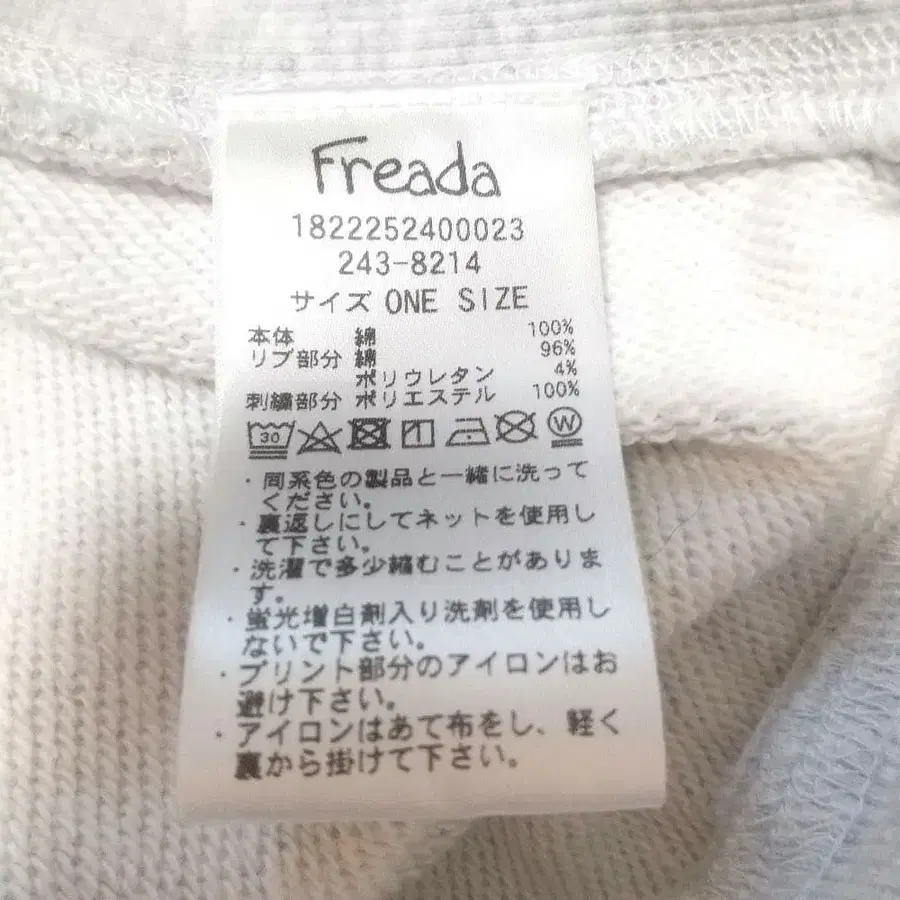 Freada
1822252400023
243-8214
サイズ ONE SIZE
本体 綿 100%
リブ部分 綿 96%
ポリウレタン 4%
刺繍部分 ポリエステル 100%
30 W
・同系色の製品と一緒に洗って
ください。
・裏返しにしてネットを使用し
て下さい。
・洗濯で多少縮むことがありま
す。
・蛍光増白剤入り洗剤を使用し
ないで下さい。
・プリント部分のアイロンはお
避け下さい。
・アイロンはあて布をし、軽く
裏から掛けて下さい。